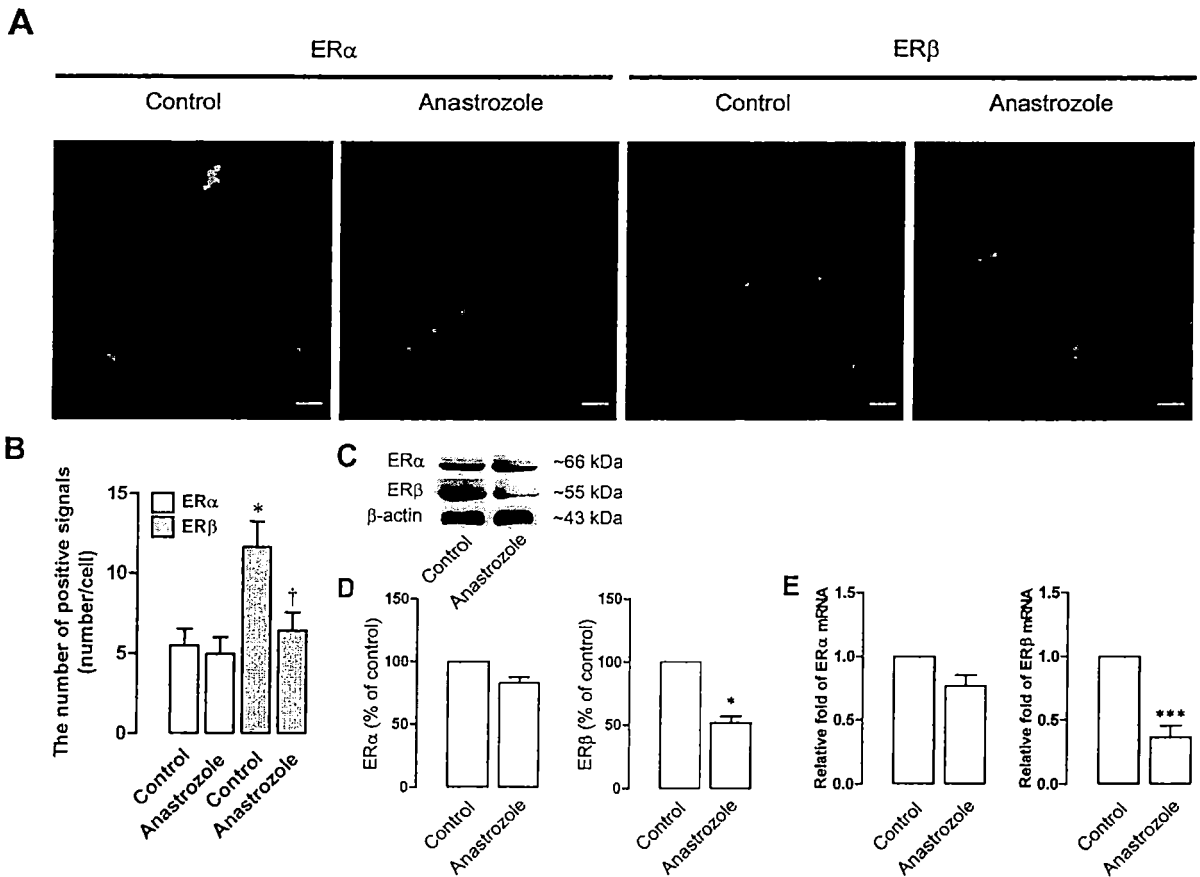 A
ERα
ERβ
Control
Anastrozole
Control
Anastrozole
B
The number of positive signals
(number/cell)
15
10
5
0
ERα
ERβ
*
†
Control
Anastrozole
Control
Anastrozole
C
ERα
~66 kDa
ERβ
~55 kDa
β-actin
~43 kDa
Control
Anastrozole
D
ERα (% of control)
150
100
50
0
Control
Anastrozole
ERβ (% of control)
150
100
50
0
*
Control
Anastrozole
E
Relative fold of ERα mRNA
1.5
1.0
0.5
0.0
Control
Anastrozole
Relative fold of ERβ mRNA
1.5
1.0
0.5
0.0
***
Control
Anastrozole